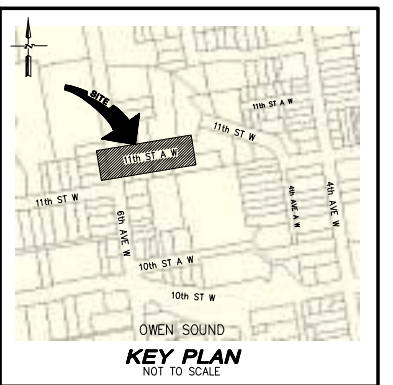 N
SITE
11th ST A W
11th ST W
11th ST A W
11th ST W
6th AVE W
4th AVE A W
4th AVE W
10th ST A W
10th ST W
OWEN SOUND
KEY PLAN
NOT TO SCALE